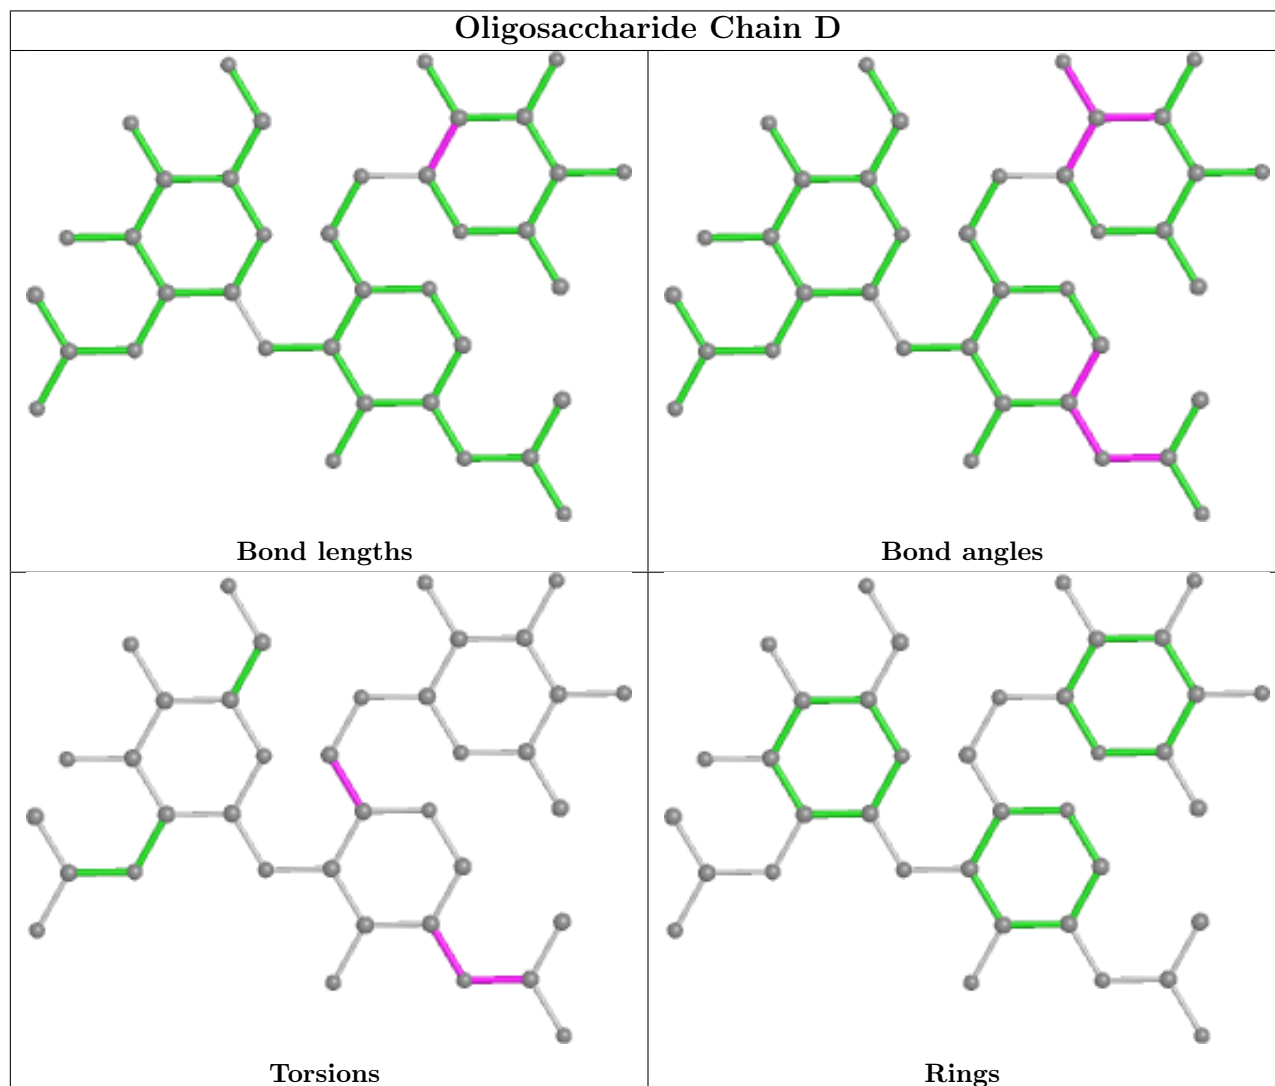 Oligosaccharide Chain D
Bond lengths
Bond angles
Torsions
Rings